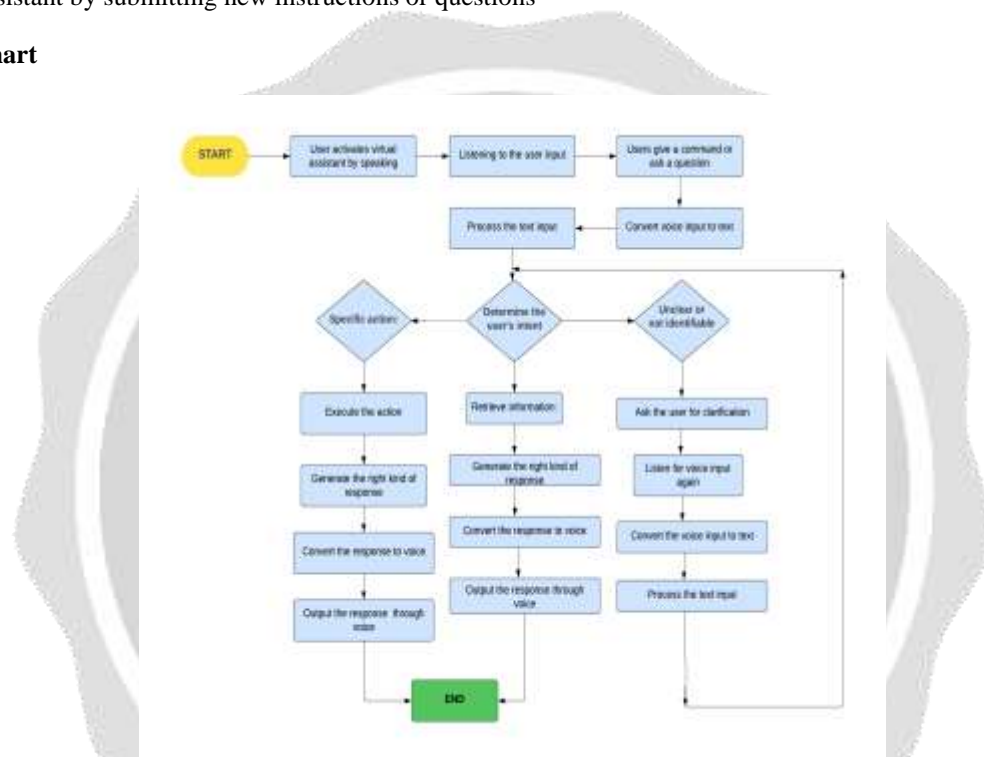 sistant by submitting new instructions or questions
nart
START
User activates virtual
assistant by speaking
Listening to the user input
Users give a command or
ask a question
Process the text input
Convert voice input to text
Specific action:
Determine the
user's intent
Unclear or
not identifiable
Execute the action
Retrieve information
Ask the user for clarification
Generate the right kind of
response
Generate the right kind of
response
Listen for voice input
again
Convert the response to voice
Convert the response to voice
Convert the voice input to text
Output the response through
voice
Output the response through
voice
Process the text input
END